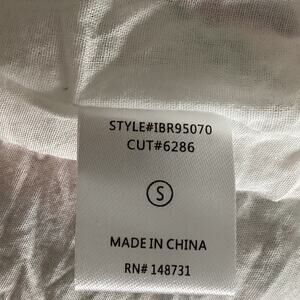 STYLE#IBR95070
CUT#6286
S
MADE IN CHINA
RN# 148731